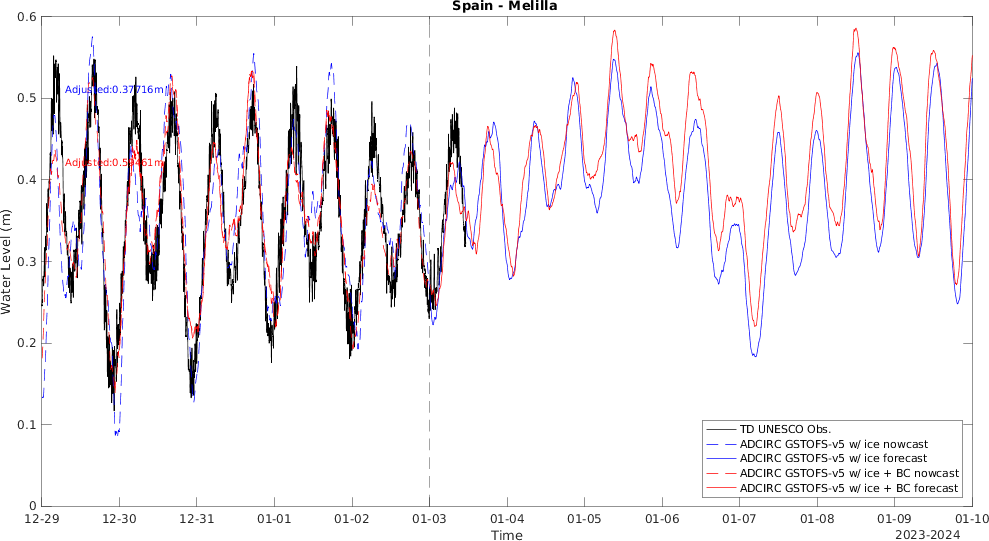 Spain - Melilla
0.6
0.5
0.4
0.3
0.2
0.1
0
Water Level (m)
Adjusted:0.37716m
TD UNESCO Obs.
ADCIRC GSTOFS-v5 w/ ice nowcast
ADCIRC GSTOFS-v5 w/ ice forecast
ADCIRC GSTOFS-v5 w/ ice + BC nowcast
ADCIRC GSTOFS-v5 w/ ice + BC forecast
12-29 12-30 12-31 01-01 01-02 01-03 01-04 01-05 01-06 01-07 01-08 01-09 01-10
Time
2023-2024